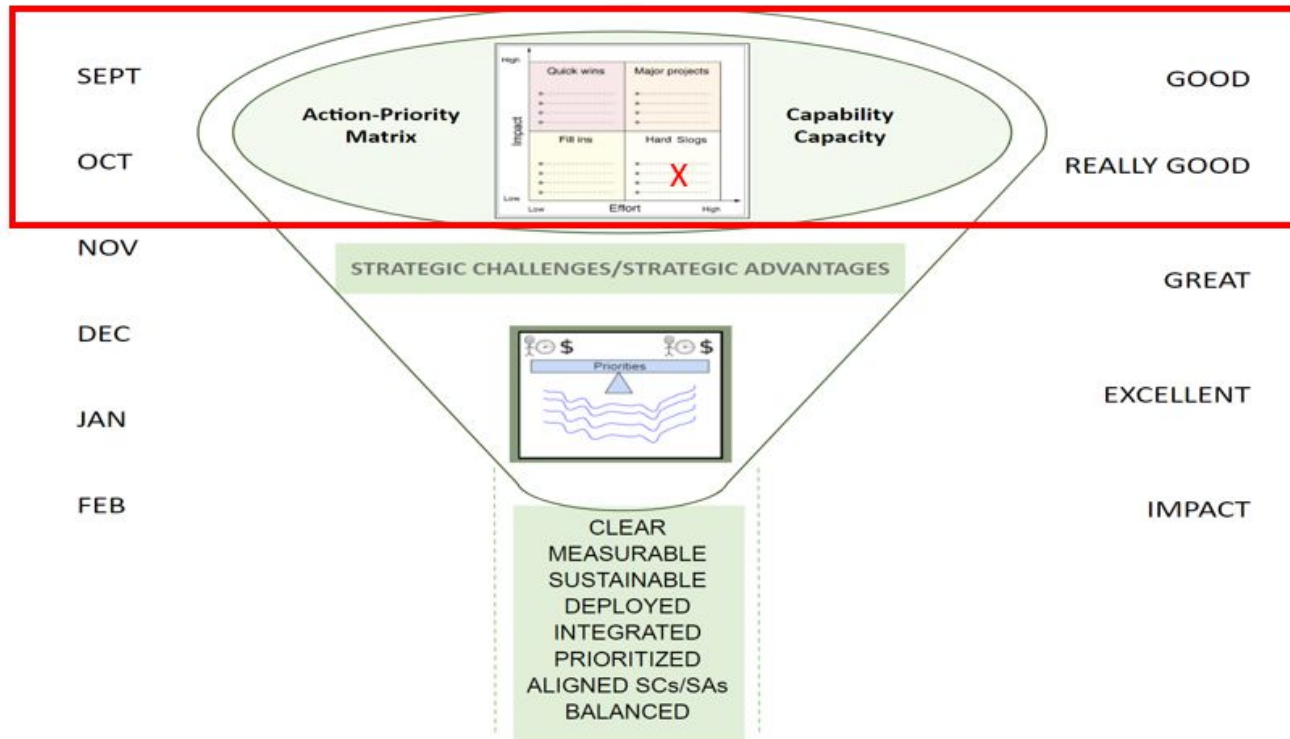 SEPT
OCT
NOV
DEC
JAN
FEB
Action-Priority
Matrix
High
Quick wins
Major projects
Impact
Fill ins
Hard Slogs
X
Low
Low
Effort
High
Capability
Capacity
STRATEGIC CHALLENGES/STRATEGIC ADVANTAGES
$
$
Priorities
CLEAR
MEASURABLE
SUSTAINABLE
DEPLOYED
INTEGRATED
PRIORITIZED
ALIGNED SCs/SAs
BALANCED
GOOD
REALLY GOOD
GREAT
EXCELLENT
IMPACT